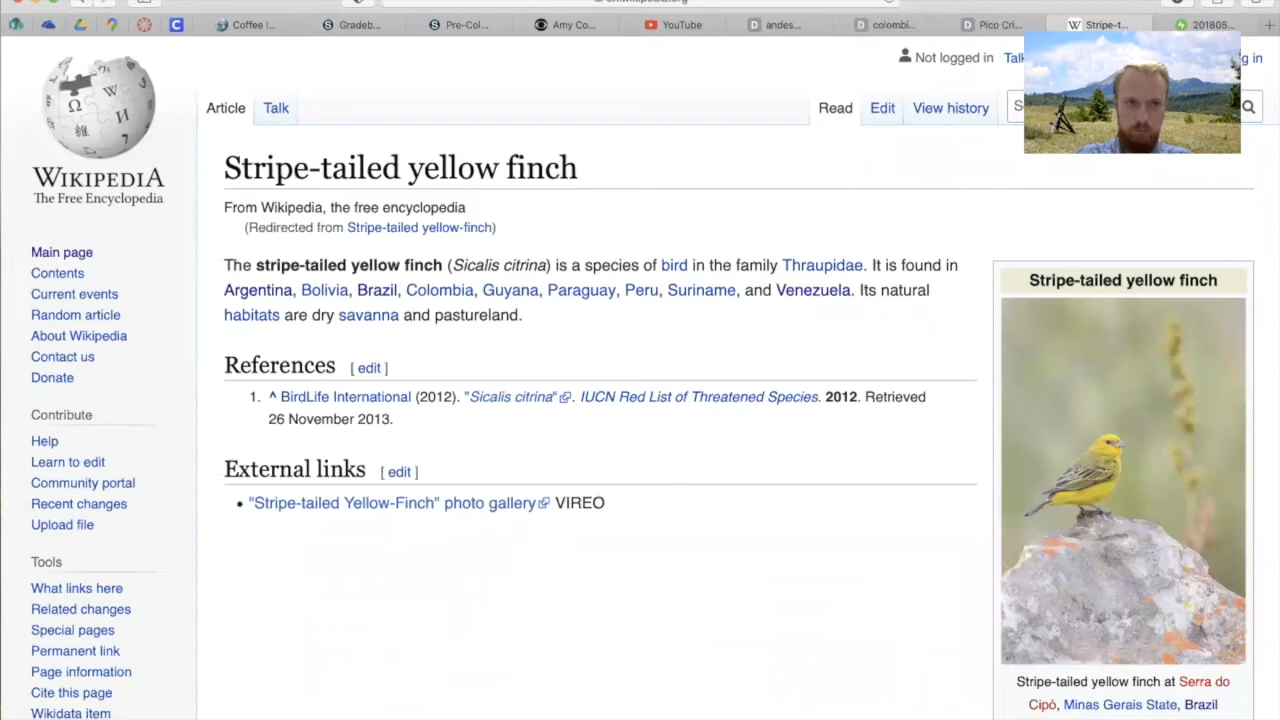 Coffee I...
Gradeb...
Pre-Col...
Amy Co...
YouTube
andes...
colombi...
Pico Cri...
Stripe-t...
201805...
Not logged in
Article
Talk
Read
Edit
View history
WIKIPEDIA
The Free Encyclopedia
Stripe-tailed yellow finch
From Wikipedia, the free encyclopedia
(Redirected from Stripe-tailed yellow-finch)
The stripe-tailed yellow finch (Sicalis citrina) is a species of bird in the family Thraupidae. It is found in
Argentina, Bolivia, Brazil, Colombia, Guyana, Paraguay, Peru, Suriname, and Venezuela. Its natural
habitats are dry savanna and pastureland.
References [ edit ]
1. ^ BirdLife International (2012). "Sicalis citrina". IUCN Red List of Threatened Species. 2012. Retrieved
26 November 2013.
External links [ edit ]
• "Stripe-tailed Yellow-Finch" photo gallery VIREO
Main page
Contents
Current events
Random article
About Wikipedia
Contact us
Donate
Contribute
Help
Learn to edit
Community portal
Recent changes
Upload file
Tools
What links here
Related changes
Special pages
Permanent link
Page information
Cite this page
Wikidata item
Stripe-tailed yellow finch
Stripe-tailed yellow finch at Serra do
Cipó, Minas Gerais State, Brazil